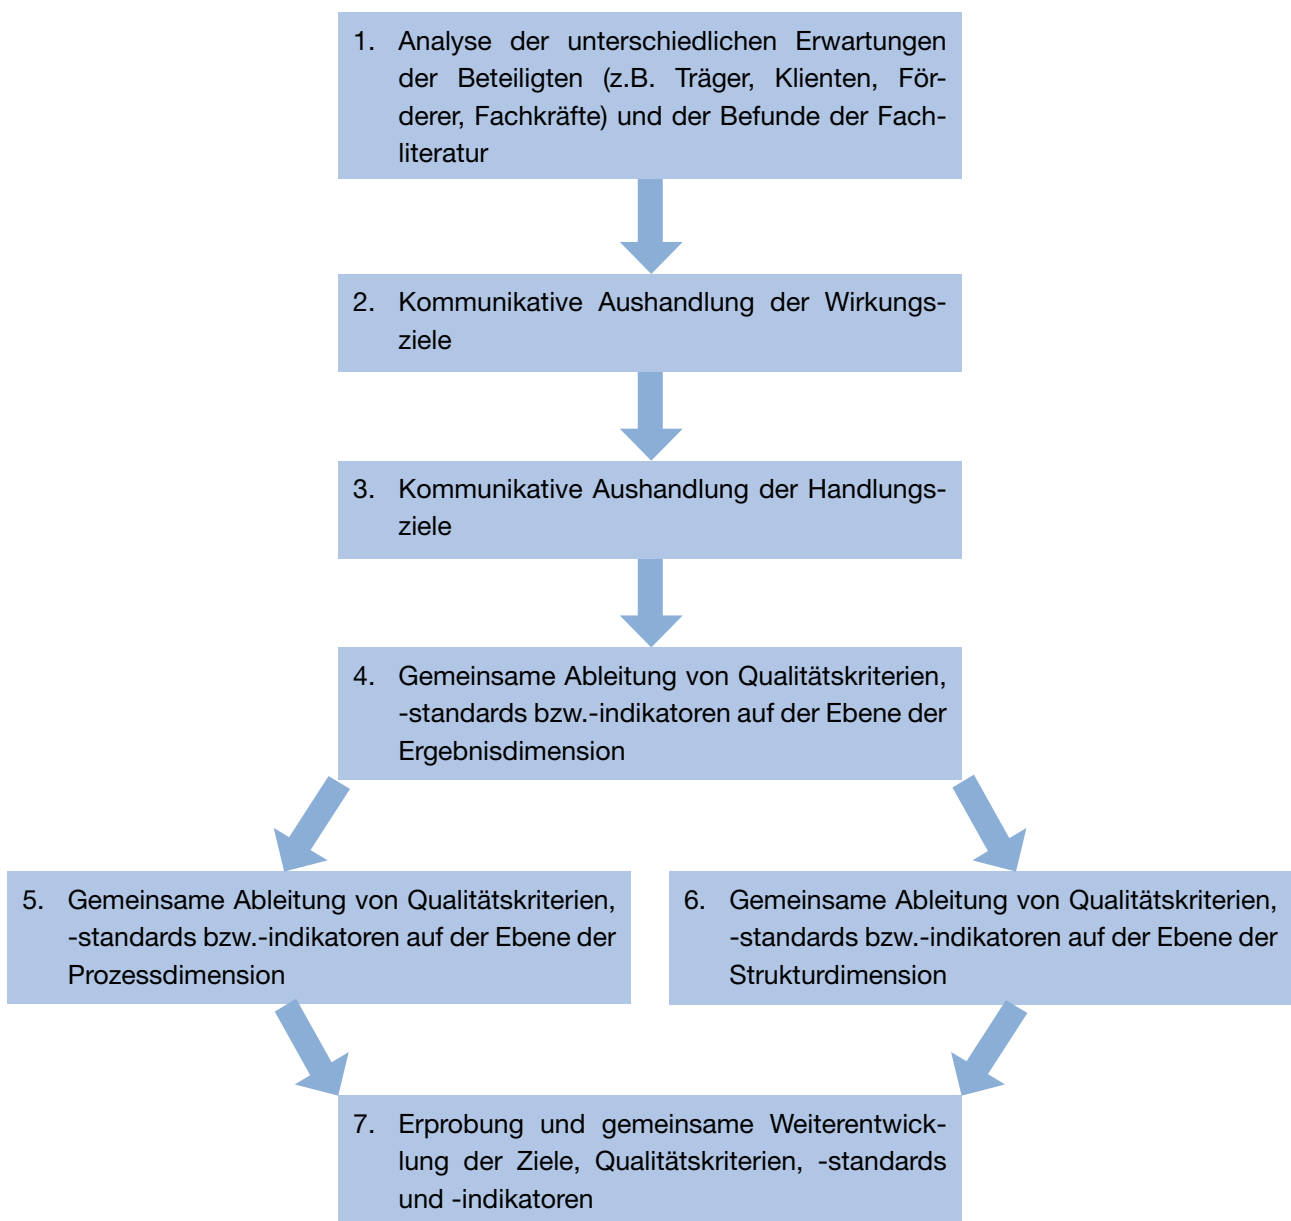 1. Analyse der unterschiedlichen Erwartungen
der Beteiligten (z.B. Träger, Klienten, För-
derer, Fachkräfte) und der Befunde der Fach-
literatur
2. Kommunikative Aushandlung der Wirkungs-
ziele
3. Kommunikative Aushandlung der Handlungs-
ziele
4. Gemeinsame Ableitung von Qualitätskriterien,
-standards bzw.-indikatoren auf der Ebene der
Ergebnisdimension
5. Gemeinsame Ableitung von Qualitätskriterien,
-standards bzw.-indikatoren auf der Ebene der
Prozessdimension
6. Gemeinsame Ableitung von Qualitätskriterien,
-standards bzw.-indikatoren auf der Ebene der
Strukturdimension
7. Erprobung und gemeinsame Weiterentwick-
lung der Ziele, Qualitätskriterien, -standards
und -indikatoren